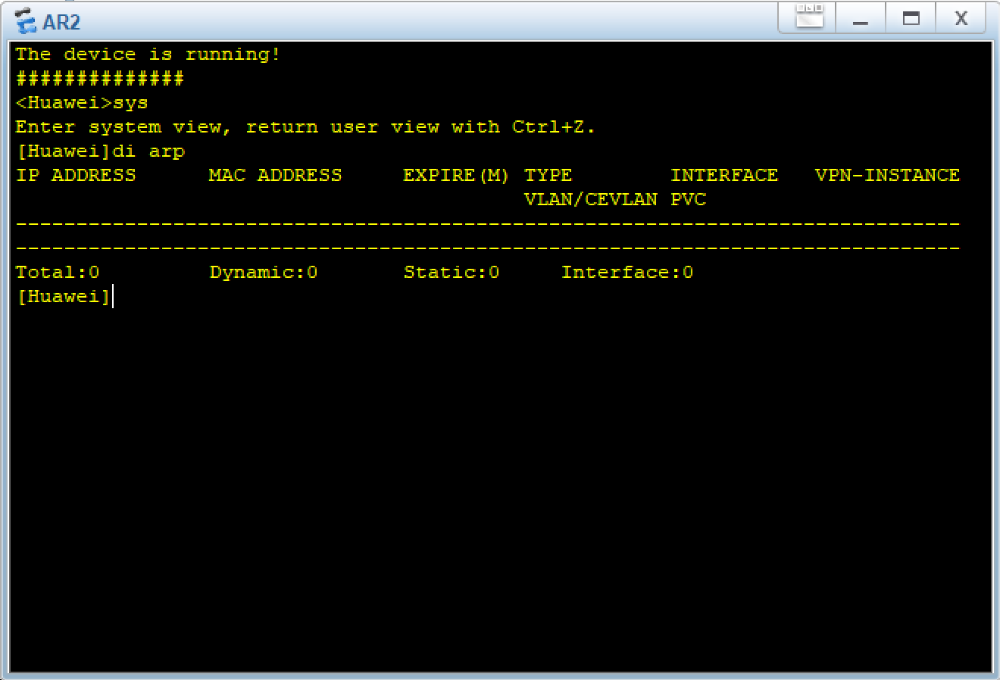 AR2
The device is running!
##############
<Huawei>sys
Enter system view, return user view with Ctrl+Z.
[Huawei]di arp
IP ADDRESS      MAC ADDRESS     EXPIRE(M) TYPE        INTERFACE   VPN-INSTANCE
                                          VLAN/CEVLAN PVC
------------------------------------------------------------------------------
------------------------------------------------------------------------------
Total:0         Dynamic:0       Static:0     Interface:0
[Huawei]